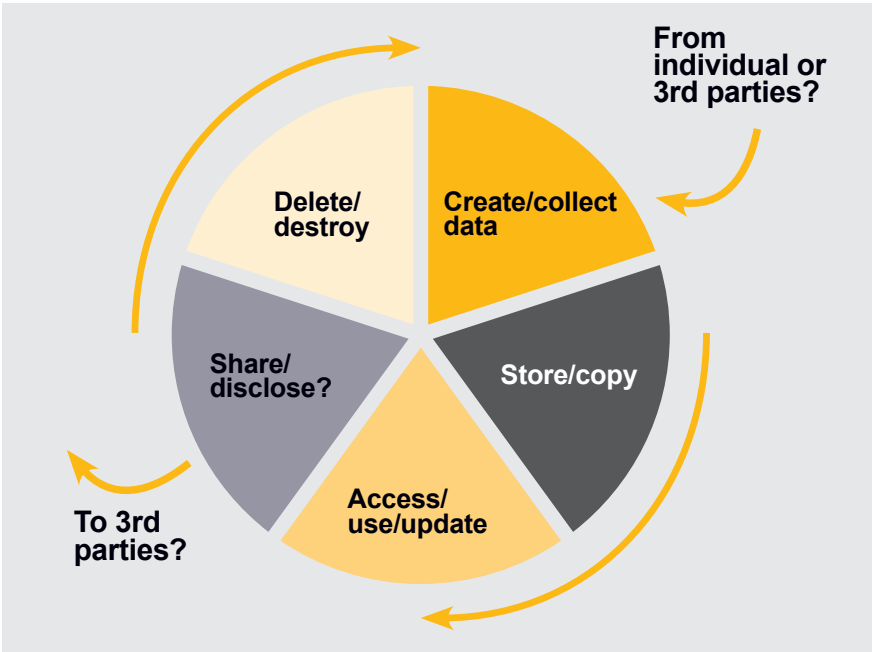 From
individual or
3rd parties?
Create/collect
data
Store/copy
Access/
use/update
Share/
disclose?
To 3rd
parties?
Delete/
destroy